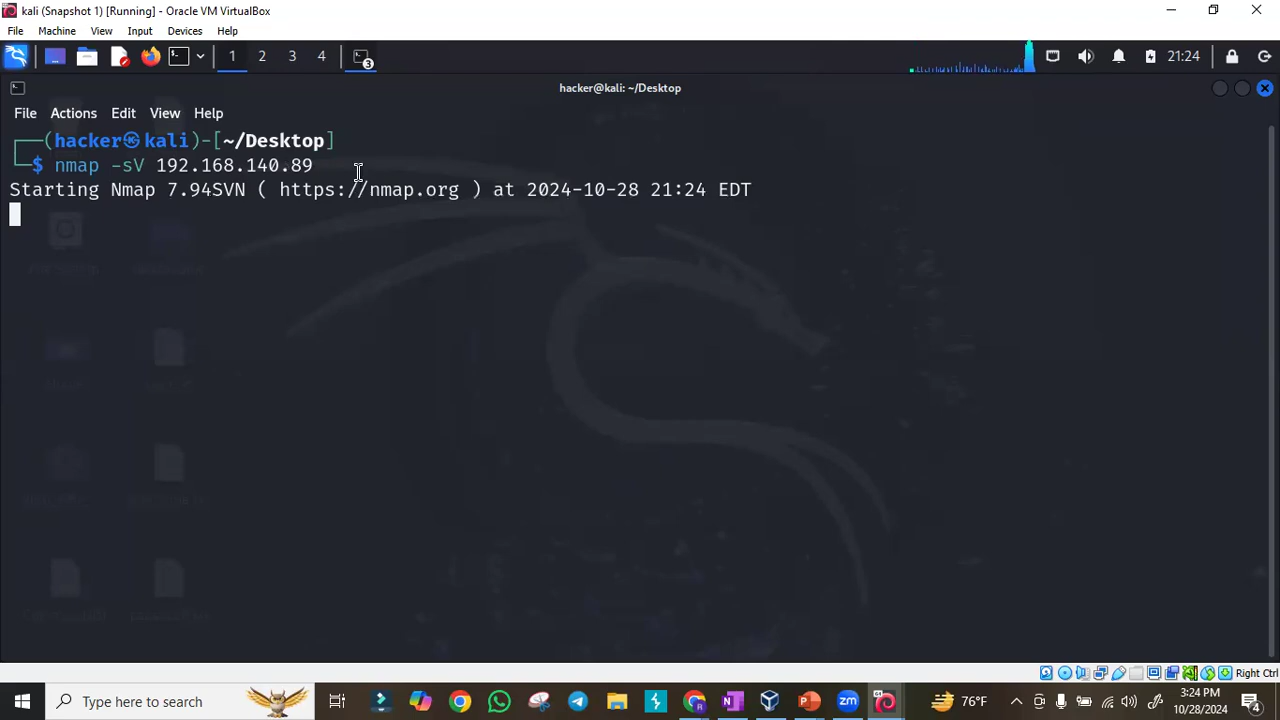 kali (Snapshot 1) [Running] - Oracle VM VirtualBox
File Machine View Input Devices Help
1 2 3 4 3 21:24
hacker@kali: ~/Desktop
File Actions Edit View Help
(hacker㉿kali)-[~/Desktop]
$ nmap -sV 192.168.140.89
Starting Nmap 7.94SVN ( https://nmap.org ) at 2024-10-28 21:24 EDT
Right Ctrl
Type here to search
76°F
3:24 PM
10/28/2024
4